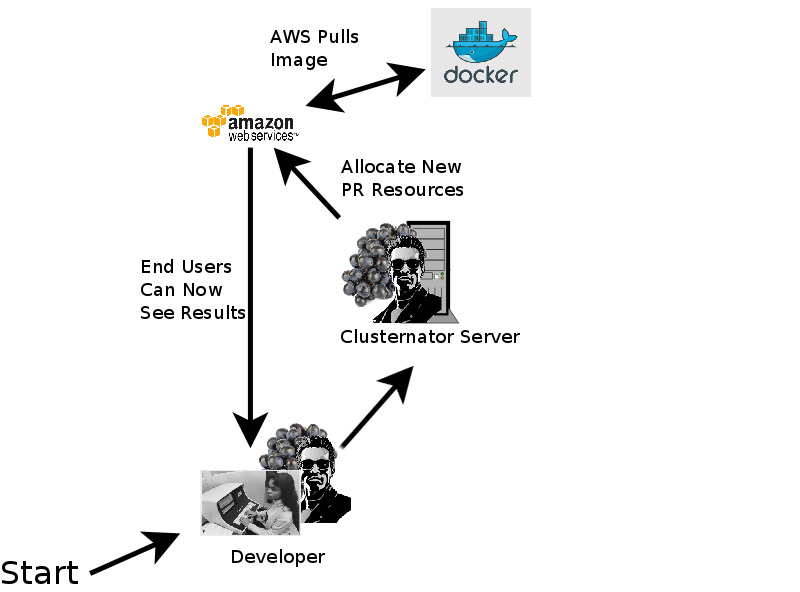 AWS Pulls
Image
docker
amazon
webservices™
Allocate New
PR Resources
End Users
Can Now
See Results
Clusternator Server
Developer
Start